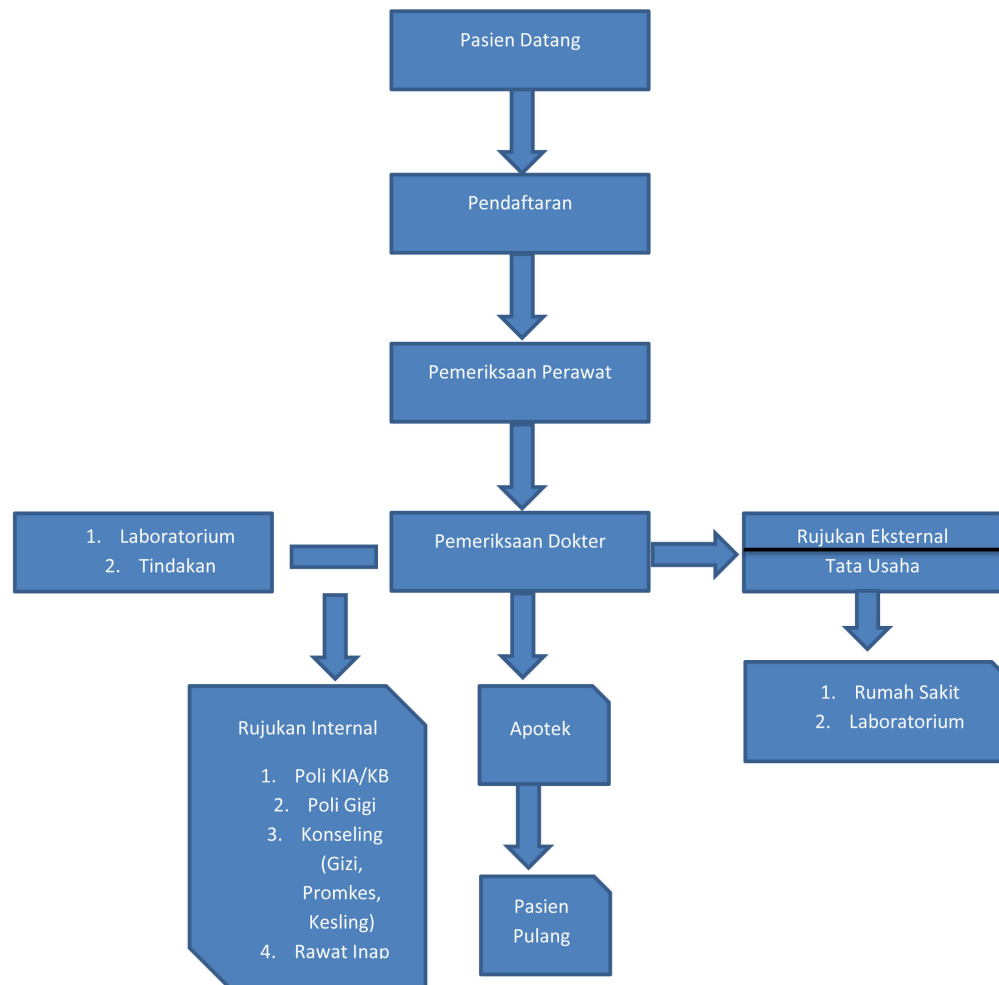 Pasien Datang
Pendaftaran
Pemeriksaan Perawat
1. Laboratorium
2. Tindakan
Pemeriksaan Dokter
Rujukan Eksternal
Tata Usaha
Rujukan Internal
1. Poli KIA/KB
2. Poli Gigi
3. Konseling
(Gizi,
Promkes,
Kesling)
4. Rawat Inap
Apotek
1. Rumah Sakit
2. Laboratorium
Pasien
Pulang